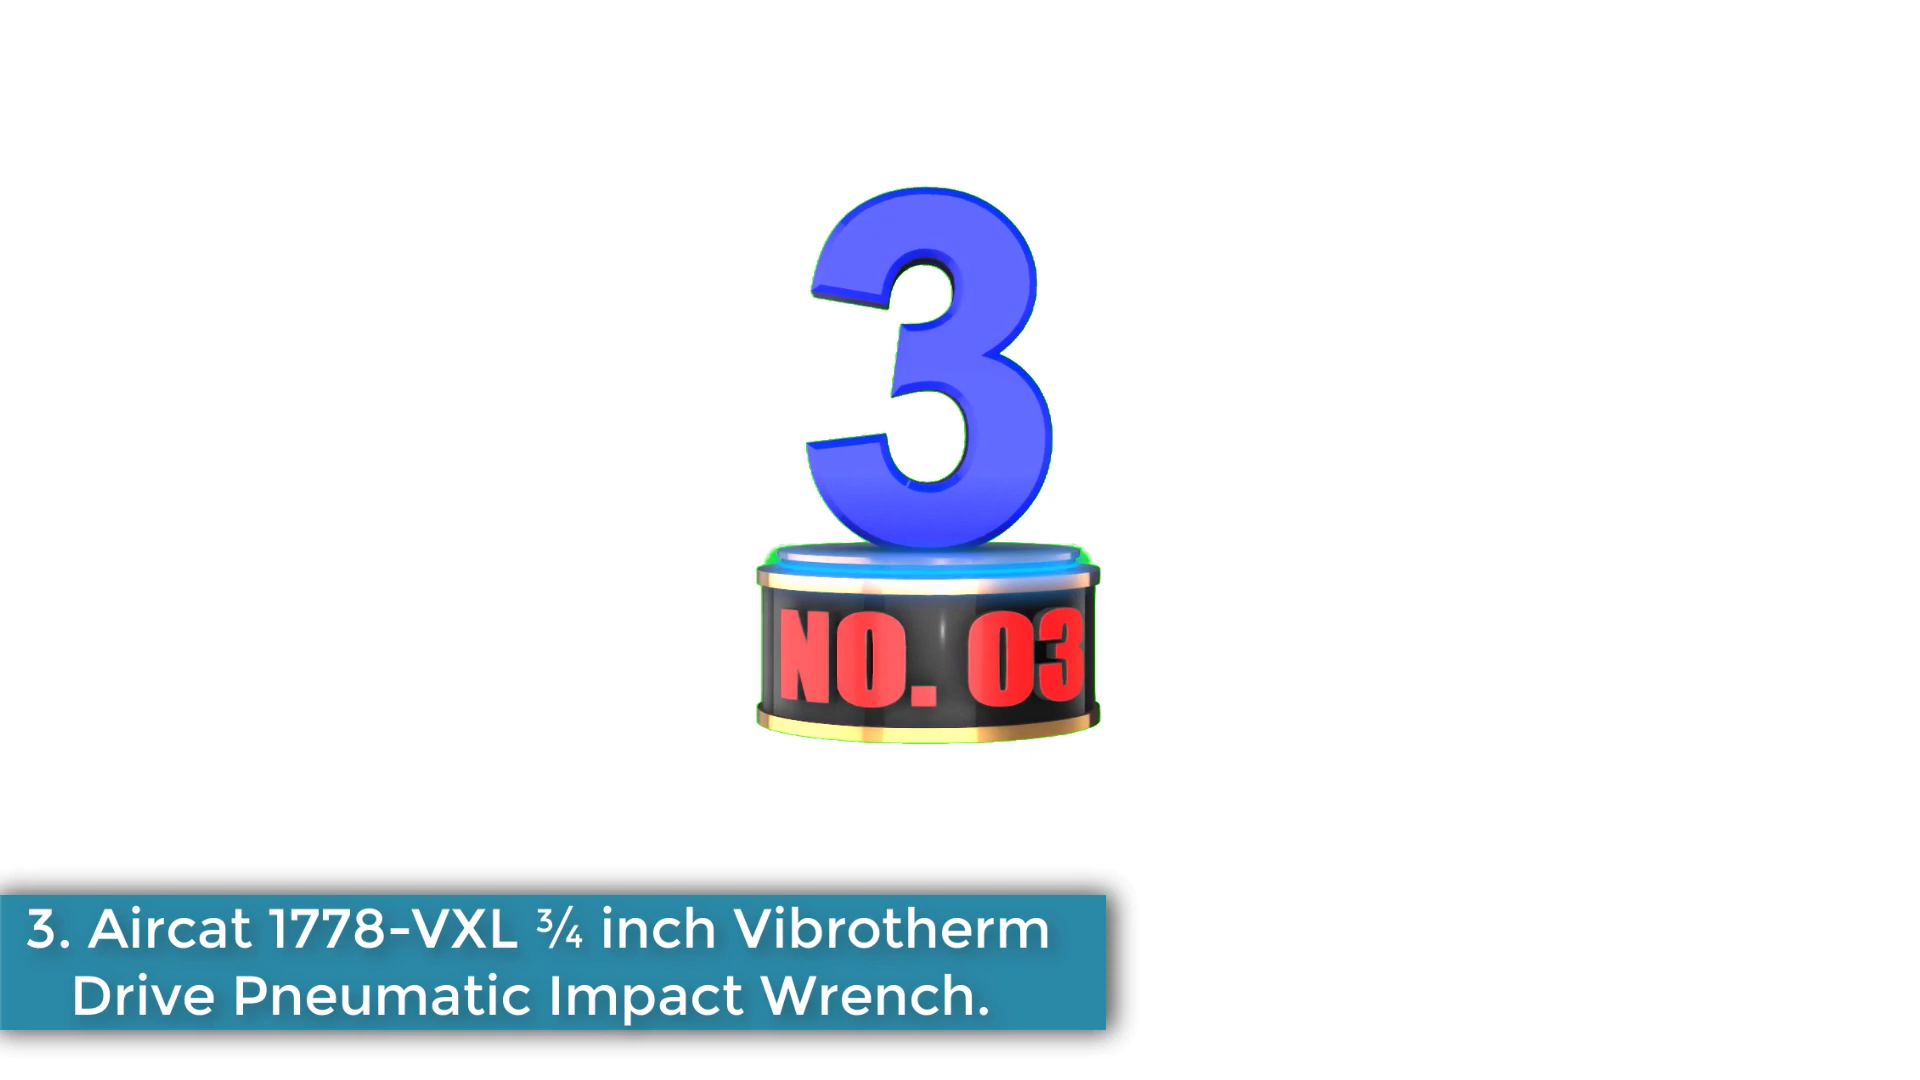 3
NO. 03
3. Aircat 1778-VXL ¾ inch Vibrotherm
Drive Pneumatic Impact Wrench.